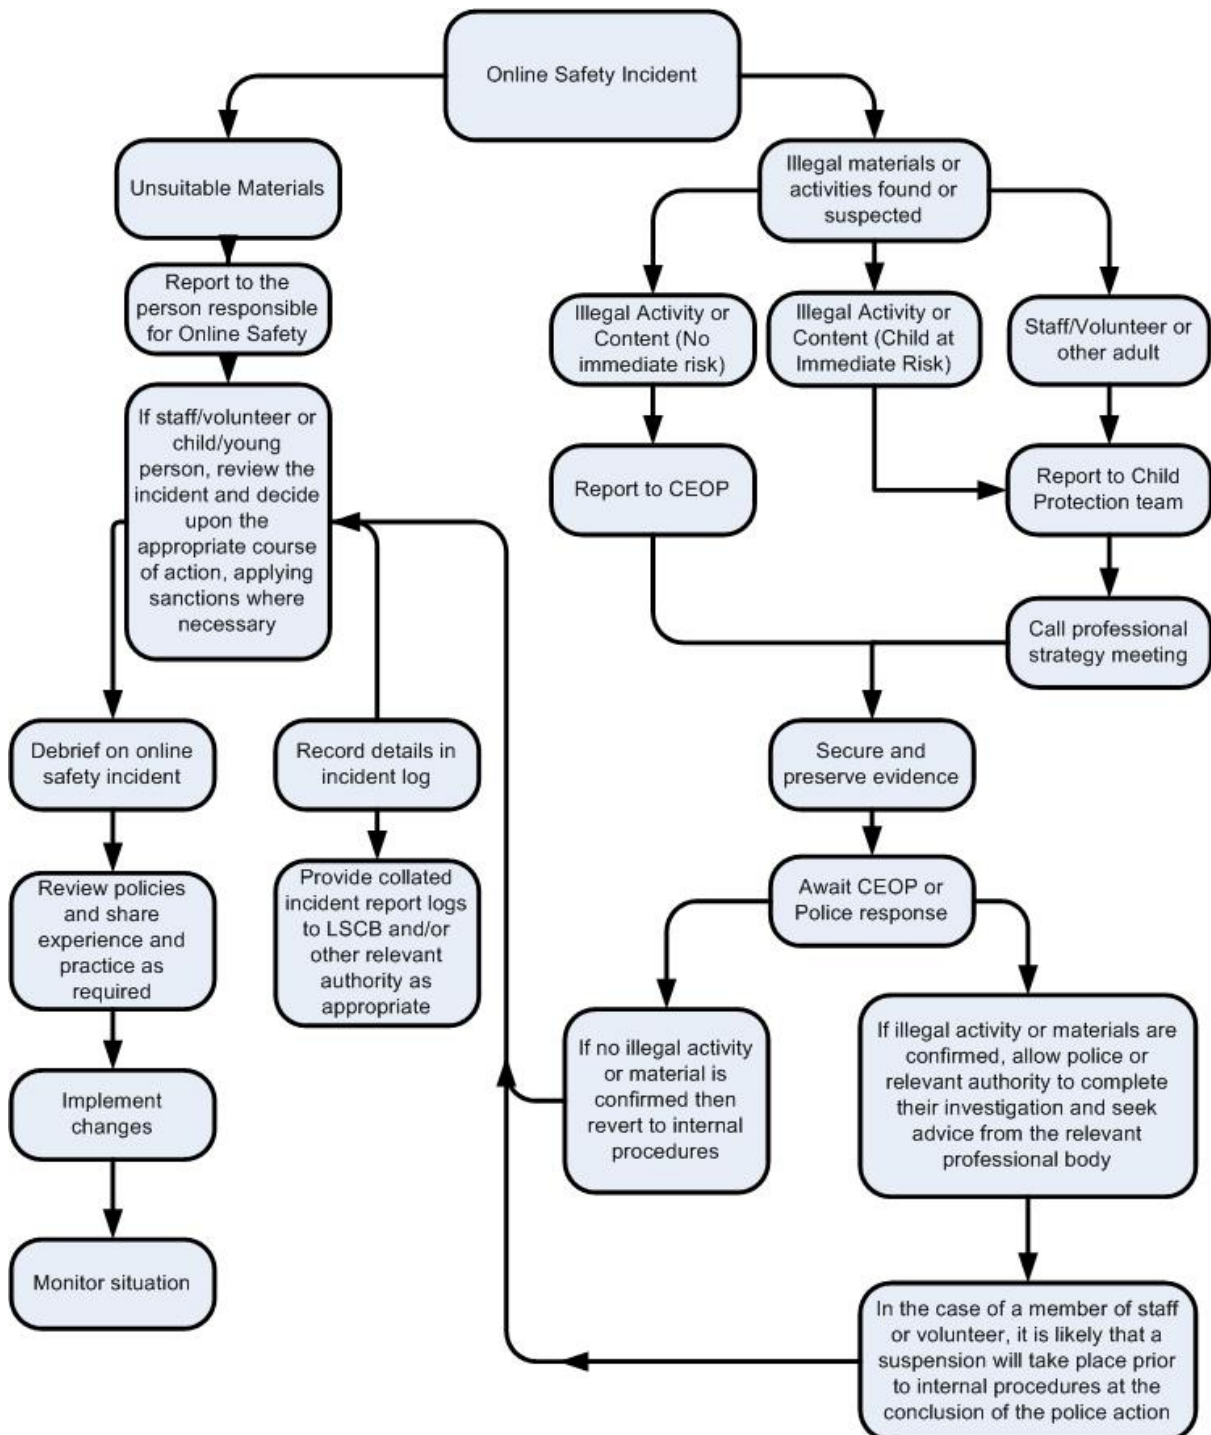 Online Safety Incident
Unsuitable Materials
Illegal materials or
activities found or
suspected
Report to the
person responsible
for Online Safety
Illegal Activity or
Content (No
immediate risk)
Illegal Activity or
Content (Child at
Immediate Risk)
Staff/Volunteer or
other adult
If staff/volunteer or
child/young
person, review the
incident and decide
upon the
appropriate course
of action, applying
sanctions where
necessary
Report to CEOP
Report to Child
Protection team
Call professional
strategy meeting
Debrief on online
safety incident
Record details in
incident log
Secure and
preserve evidence
Review policies
and share
experience and
practice as
required
Provide collated
incident report logs
to LSCB and/or
other relevant
authority as
appropriate
Await CEOP or
Police response
If no illegal activity
or material is
confirmed then
revert to internal
procedures
If illegal activity or materials are
confirmed, allow police or
relevant authority to complete
their investigation and seek
advice from the relevant
professional body
Implement
changes
Monitor situation
In the case of a member of staff
or volunteer, it is likely that a
suspension will take place prior
to internal procedures at the
conclusion of the police action